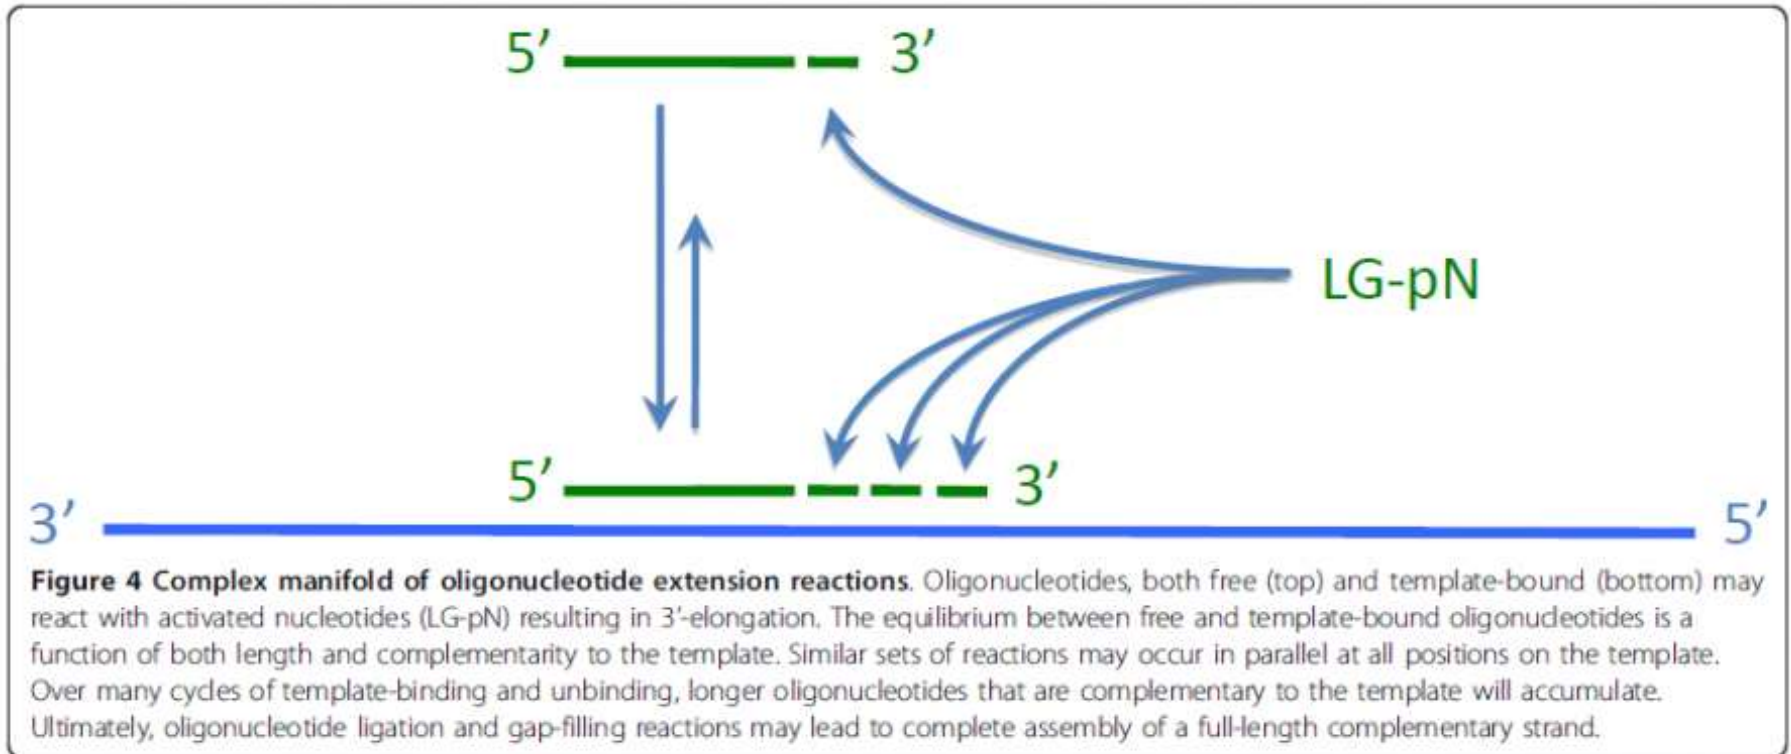 5’ 3’
LG-pN
5’ 3’
3’ 5’
Figure 4 Complex manifold of oligonucleotide extension reactions. Oligonucleotides, both free (top) and template-bound (bottom) may
react with activated nucleotides (LG-pN) resulting in 3’-elongation. The equilibrium between free and template-bound oligonucleotides is a
function of both length and complementarity to the template. Similar sets of reactions may occur in parallel at all positions on the template.
Over many cycles of template-binding and unbinding, longer oligonucleotides that are complementary to the template will accumulate.
Ultimately, oligonucleotide ligation and gap-filling reactions may lead to complete assembly of a full-length complementary strand.